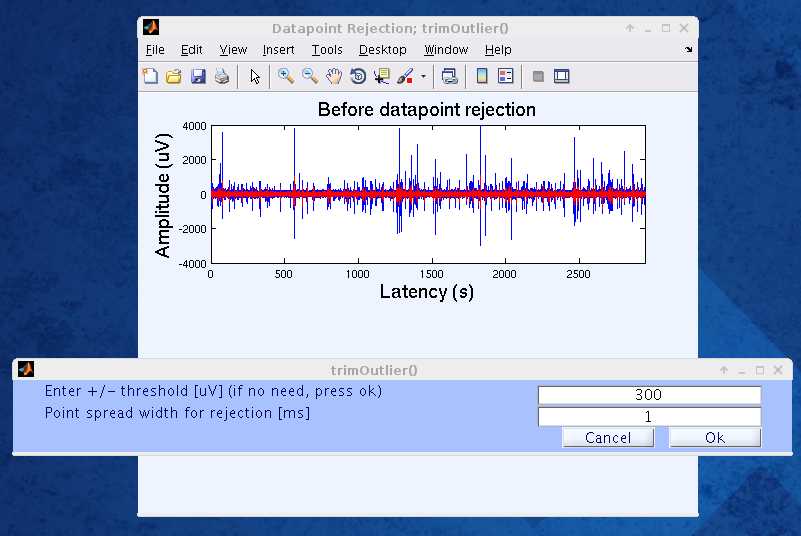 Datapoint Rejection; trimOutlier()
File Edit View Insert Tools Desktop Window Help
Before datapoint rejection
Amplitude (uV)
4000
2000
0
-2000
-4000
0 500 1000 1500 2000 2500
Latency (s)
trimOutlier()
Enter +/- threshold [uV] (if no need, press ok) 300
Point spread width for rejection [ms] 1
Cancel Ok